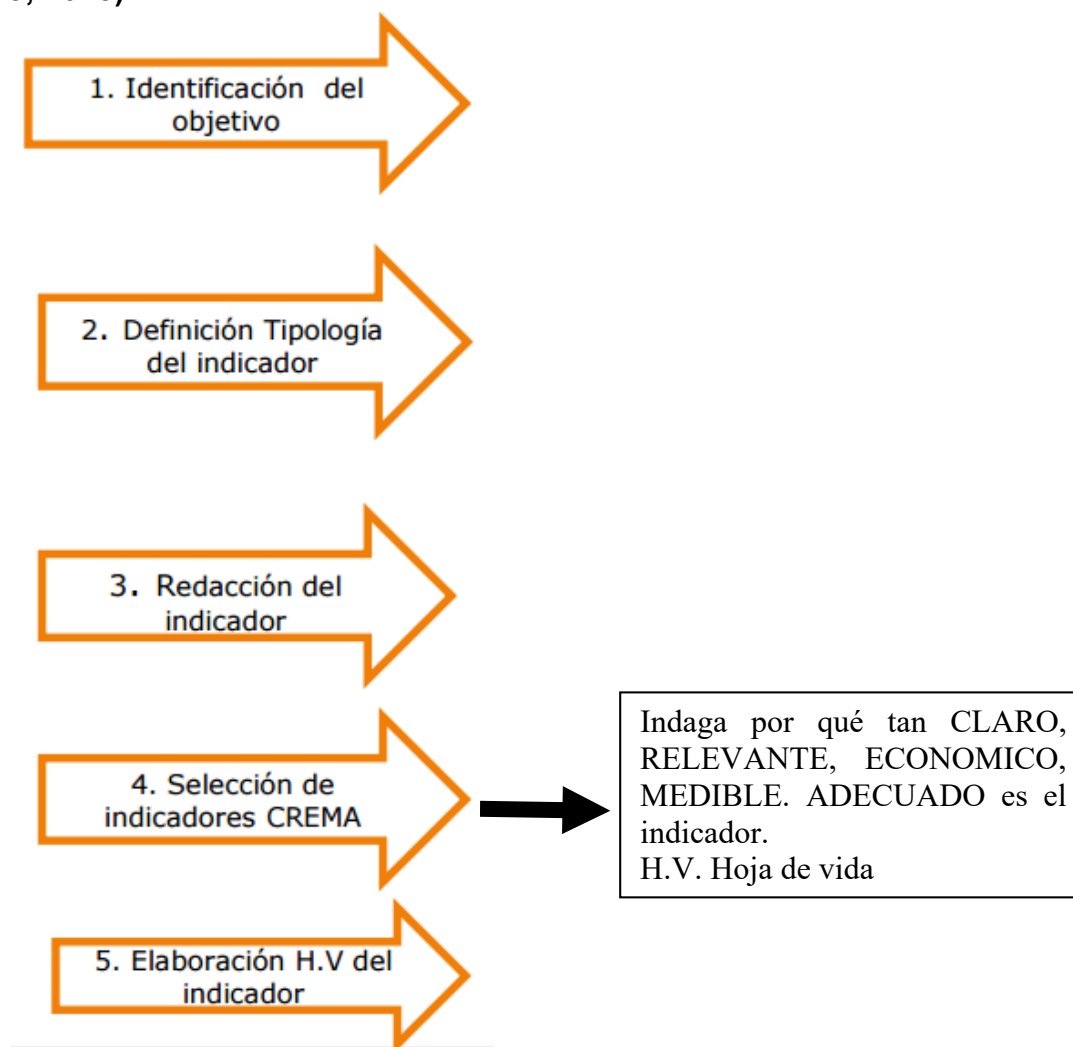 1. Identificación del
objetivo
2. Definición Tipología
del indicador
3. Redacción del
indicador
4. Selección de
indicadores CREMA
Indaga por qué tan CLARO,
RELEVANTE, ECONOMICO,
MEDIBLE. ADECUADO es el
indicador.
H.V. Hoja de vida
5. Elaboración H.V del
indicador